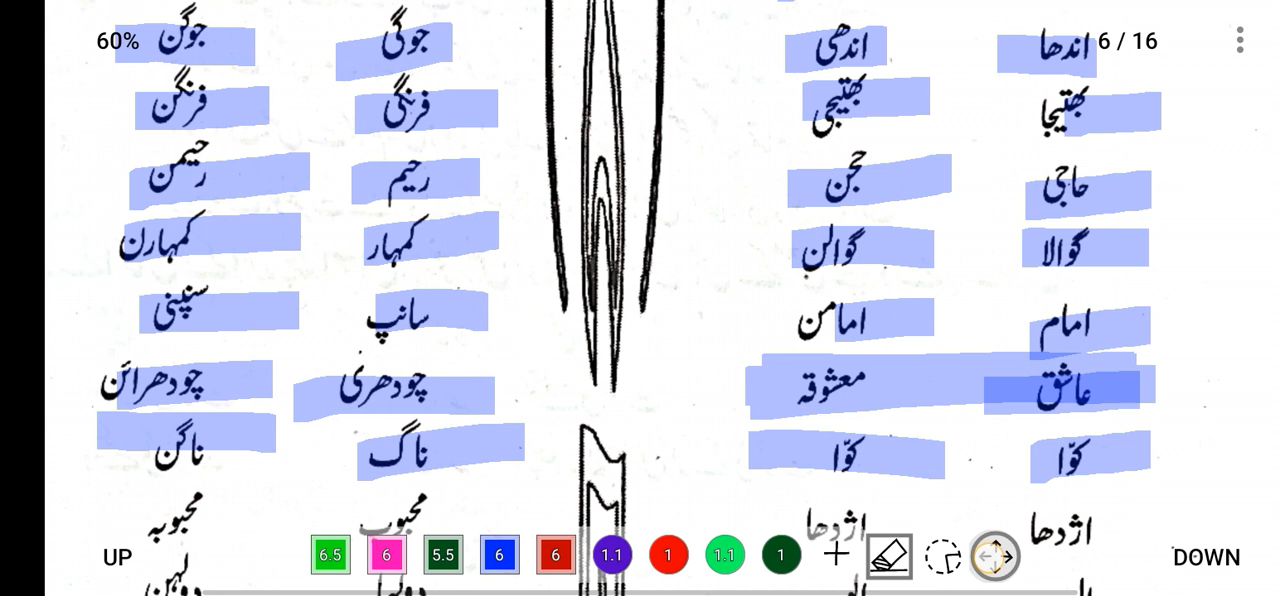 60% 6 / 16
اندھا اندھی جوگی جوگن
بھتیجا بھتیجی فرنگی فرنگن
حاجی حجن رحیم رحیمن
گوالا گوالن کمہار کمہارن
امام امامن سانپ سنپنی
عاشق معشوقہ چودھری چودھرائن
کوّا کوّا ناگ ناگن
اژدھا اژدھا محبوب محبوبہ
UP 6.5 6 5.5 6 6 1.1 1 1.1 1 DOWN